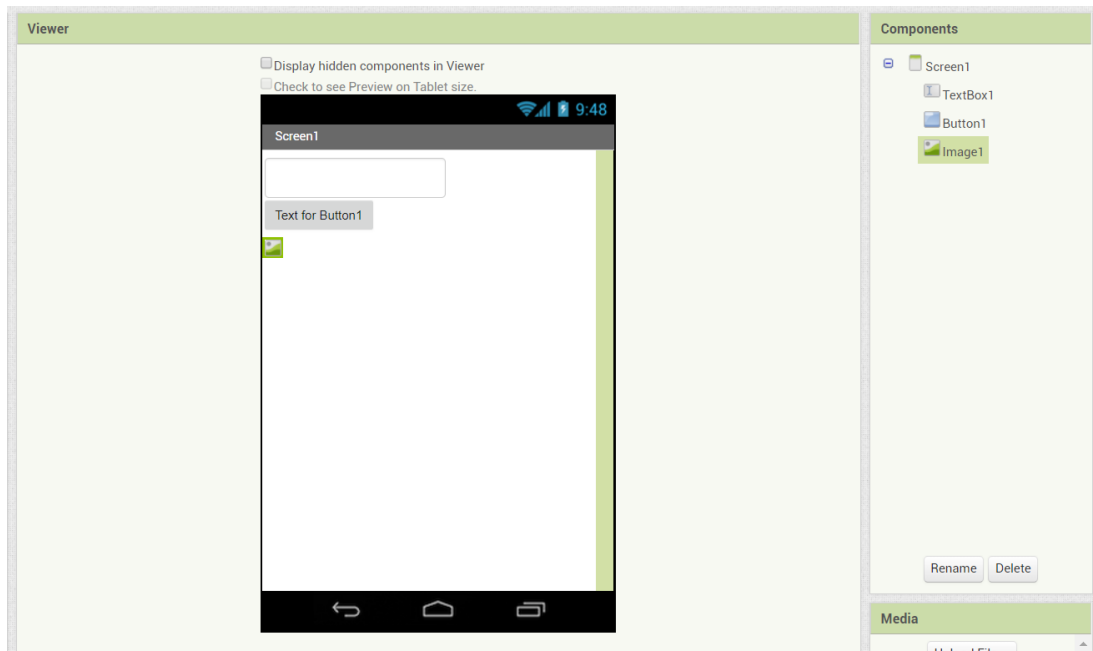 Viewer
Display hidden components in Viewer
Check to see Preview on Tablet size.
9:48
Screen1
Text for Button1
Components
Screen1
TextBox1
Button1
Image1
Rename Delete
Media